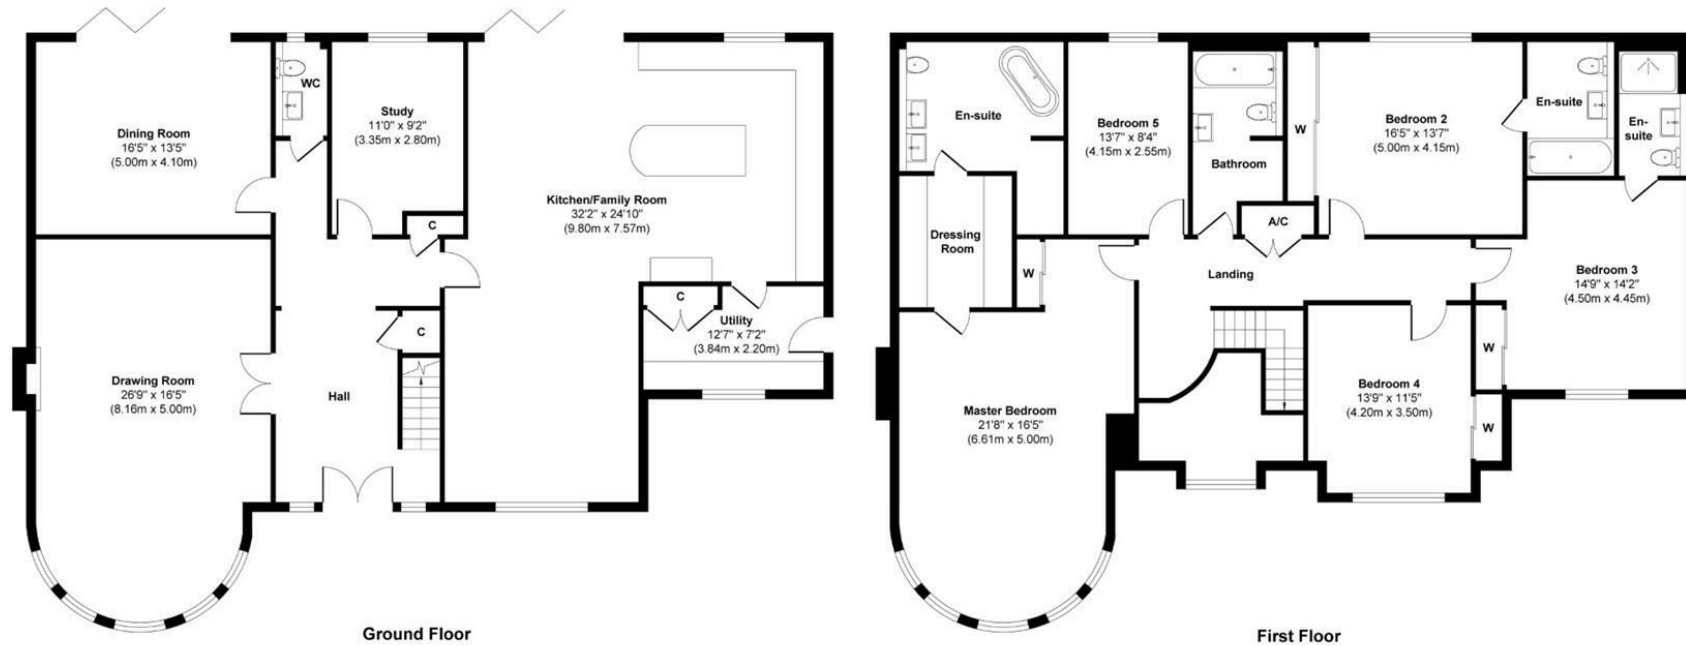 Dining Room
16'5" x 13'5"
(5.00m x 4.10m)
WC
Study
11'0" x 9'2"
(3.35m x 2.80m)
C
Kitchen/Family Room
32'2" x 24'10"
(9.80m x 7.57m)
C
Utility
12'7" x 7'2"
(3.84m x 2.20m)
C
Drawing Room
26'9" x 16'5"
(8.16m x 5.00m)
Hall
Ground Floor
En-suite
Bedroom 5
13'7" x 8'4"
(4.15m x 2.55m)
Bathroom
W
Bedroom 2
16'5" x 13'7"
(5.00m x 4.15m)
En-suite
En-
suite
A/C
Dressing
Room
W
Landing
Bedroom 3
14'9" x 14'2"
(4.50m x 4.45m)
W
Bedroom 4
13'9" x 11'5"
(4.20m x 3.50m)
W
Master Bedroom
21'8" x 16'5"
(6.61m x 5.00m)
First Floor